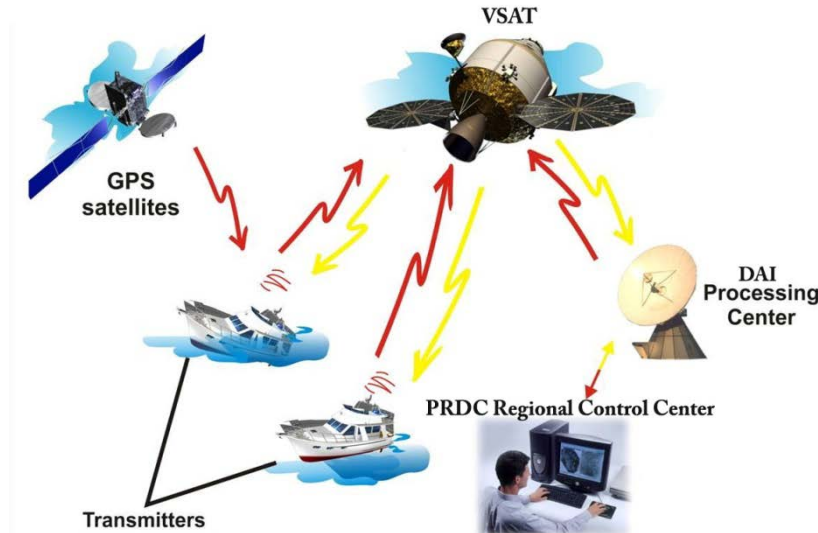 VSAT
GPS
satellites
DAI
Processing
Center
PRDC Regional Control Center
Transmitters